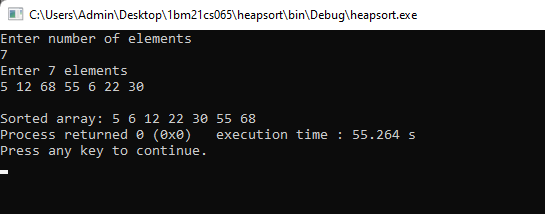 C:\Users\Admin\Desktop\1bm21cs065\heapsort\bin\Debug\heapsort.exe
Enter number of elements
7
Enter 7 elements
5 12 68 55 6 22 30
Sorted array: 5 6 12 22 30 55 68
Process returned 0 (0x0)   execution time : 55.264 s
Press any key to continue.